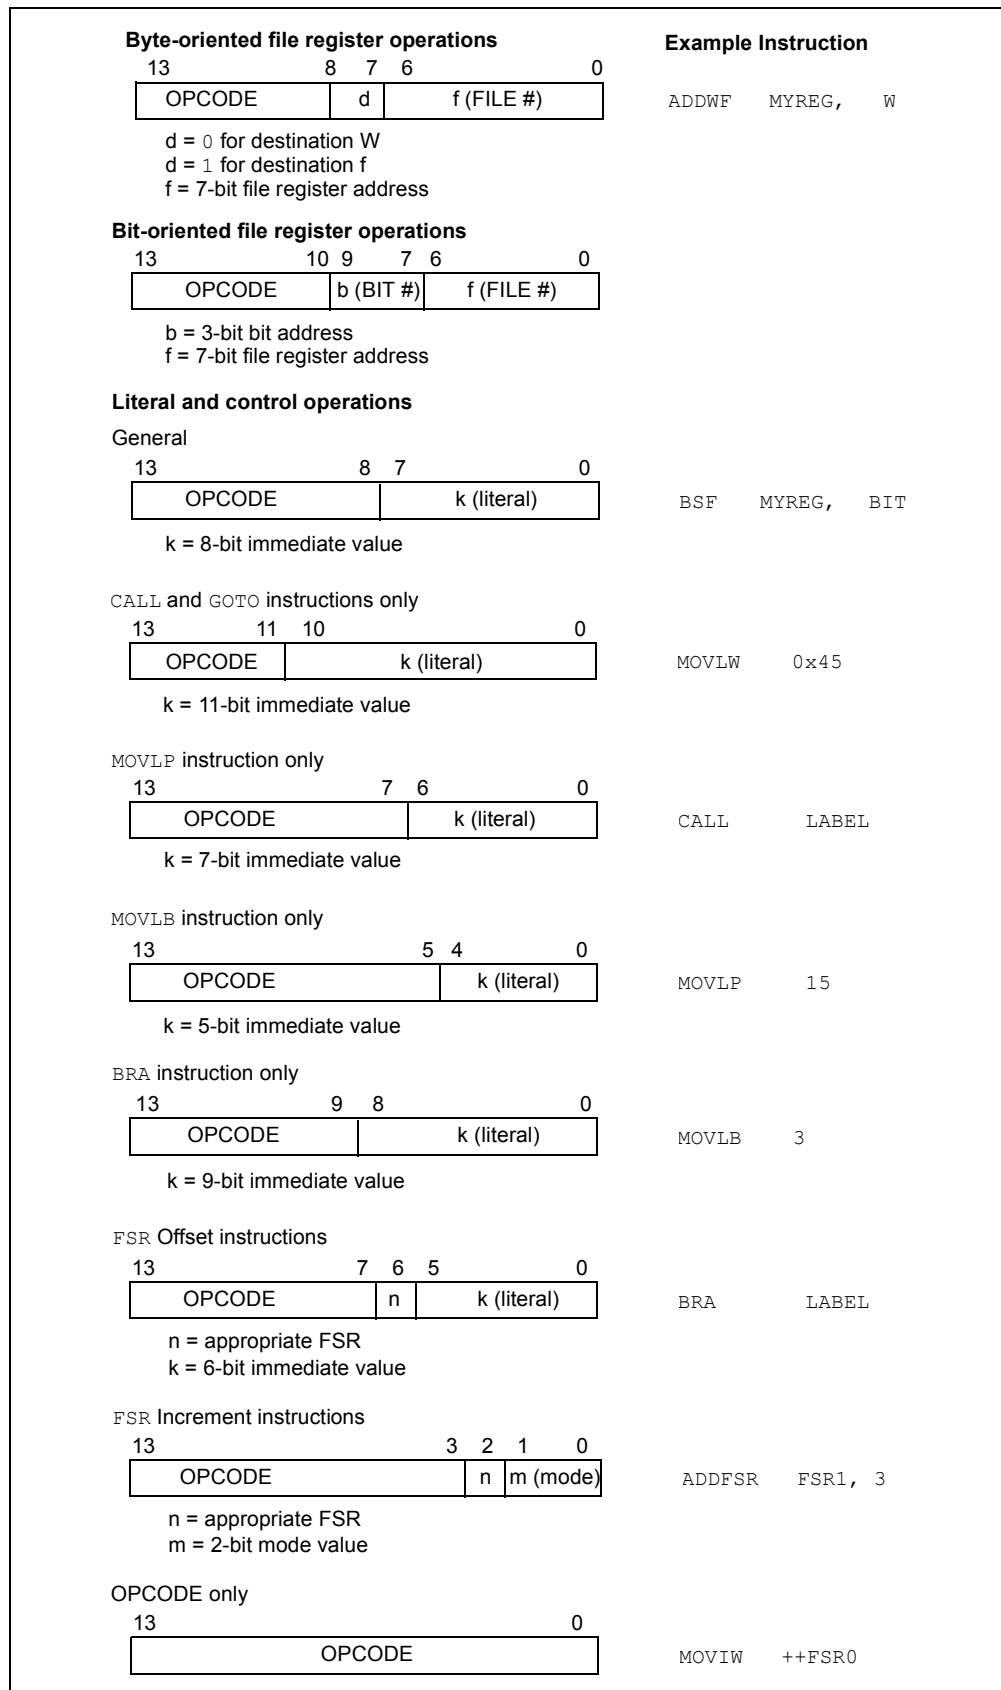 Byte-oriented file register operations Example Instruction
13 8 7 6 0
OPCODE d f (FILE #) ADDWF MYREG, W
d = 0 for destination W
d = 1 for destination f
f = 7-bit file register address
Bit-oriented file register operations
13 10 9 7 6 0
OPCODE b (BIT #) f (FILE #)
b = 3-bit bit address
f = 7-bit file register address
Literal and control operations
General
13 8 7 0
OPCODE k (literal) BSF MYREG, BIT
k = 8-bit immediate value
CALL and GOTO instructions only
13 11 10 0
OPCODE k (literal) MOVLW 0x45
k = 11-bit immediate value
MOVLP instruction only
13 7 6 0
OPCODE k (literal) CALL LABEL
k = 7-bit immediate value
MOVLB instruction only
13 5 4 0
OPCODE k (literal) MOVLP 15
k = 5-bit immediate value
BRA instruction only
13 9 8 0
OPCODE k (literal) MOVLB 3
k = 9-bit immediate value
FSR Offset instructions
13 7 6 5 0
OPCODE n k (literal) BRA LABEL
n = appropriate FSR
k = 6-bit immediate value
FSR Increment instructions
13 3 2 1 0
OPCODE n m (mode) ADDFSR FSR1, 3
n = appropriate FSR
m = 2-bit mode value
OPCODE only
13 0
OPCODE MOVIW ++FSR0